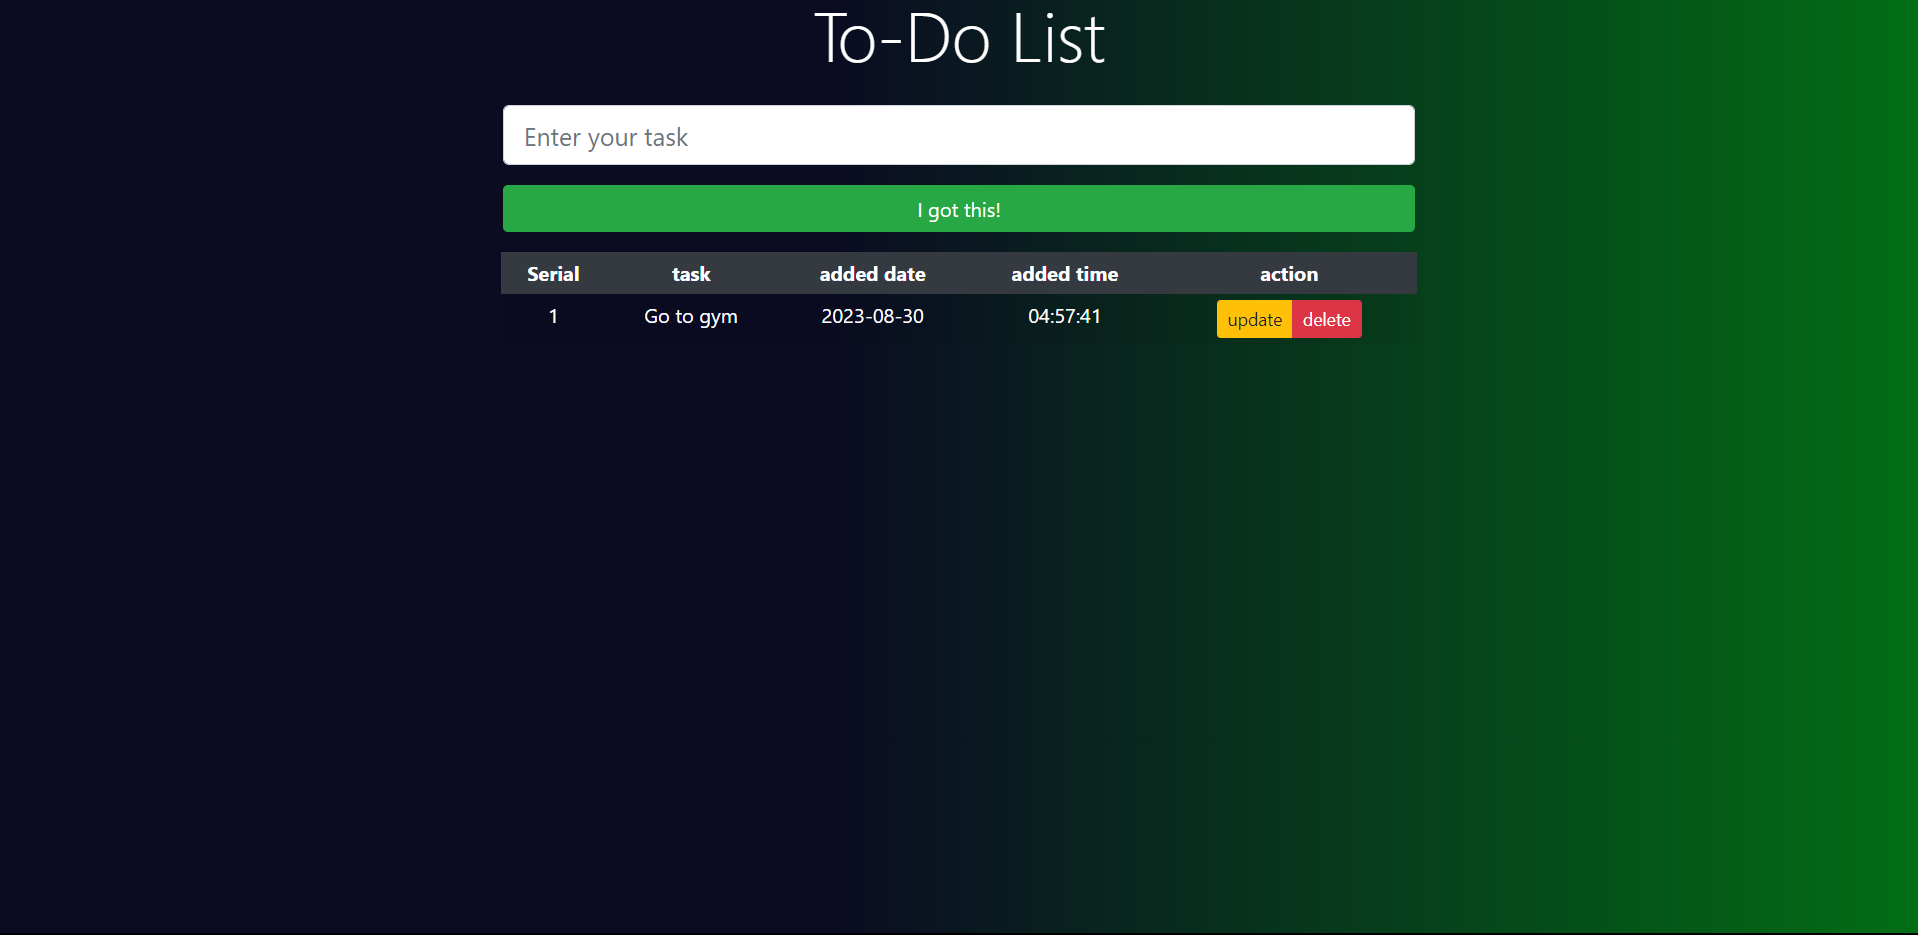 To-Do List
Enter your task
I got this!
Serial task added date added time action
1 Go to gym 2023-08-30 04:57:41 update delete